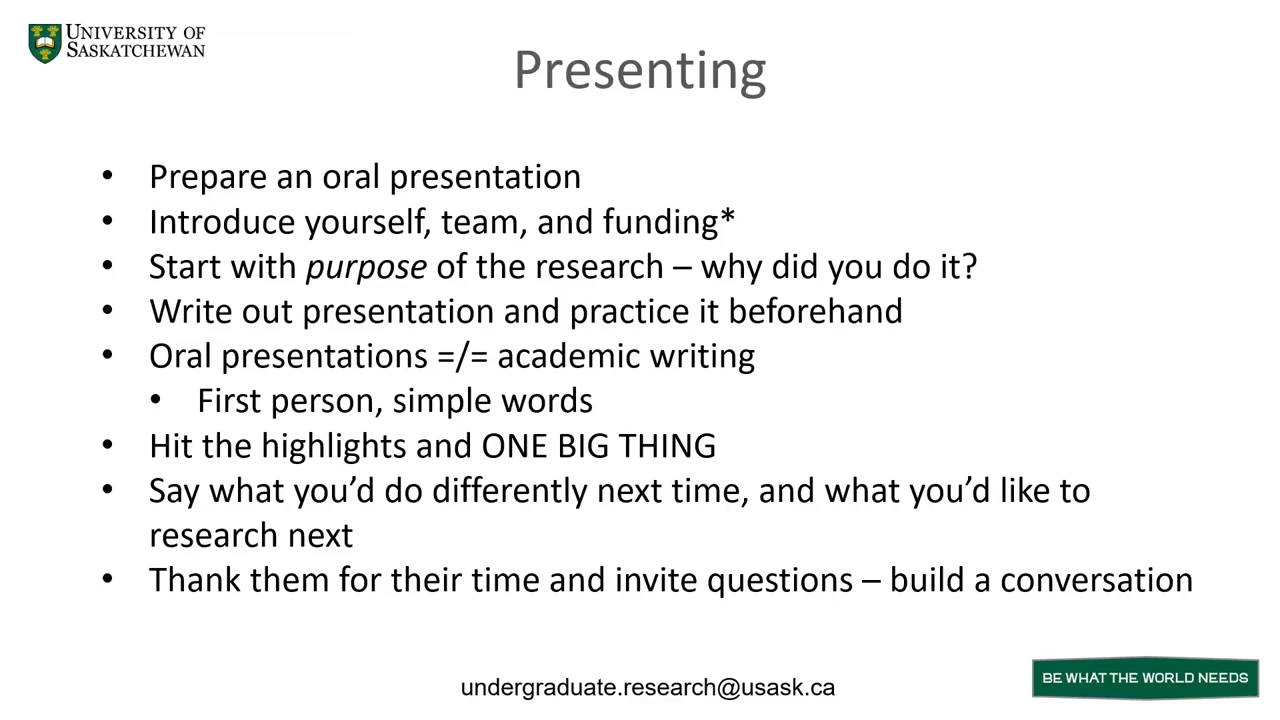 UNIVERSITY OF
SASKATCHEWAN
Presenting
• Prepare an oral presentation
• Introduce yourself, team, and funding*
• Start with purpose of the research – why did you do it?
• Write out presentation and practice it beforehand
• Oral presentations =/= academic writing
• First person, simple words
• Hit the highlights and ONE BIG THING
• Say what you’d do differently next time, and what you’d like to
research next
• Thank them for their time and invite questions – build a conversation
undergraduate.research@usask.ca
BE WHAT THE WORLD NEEDS